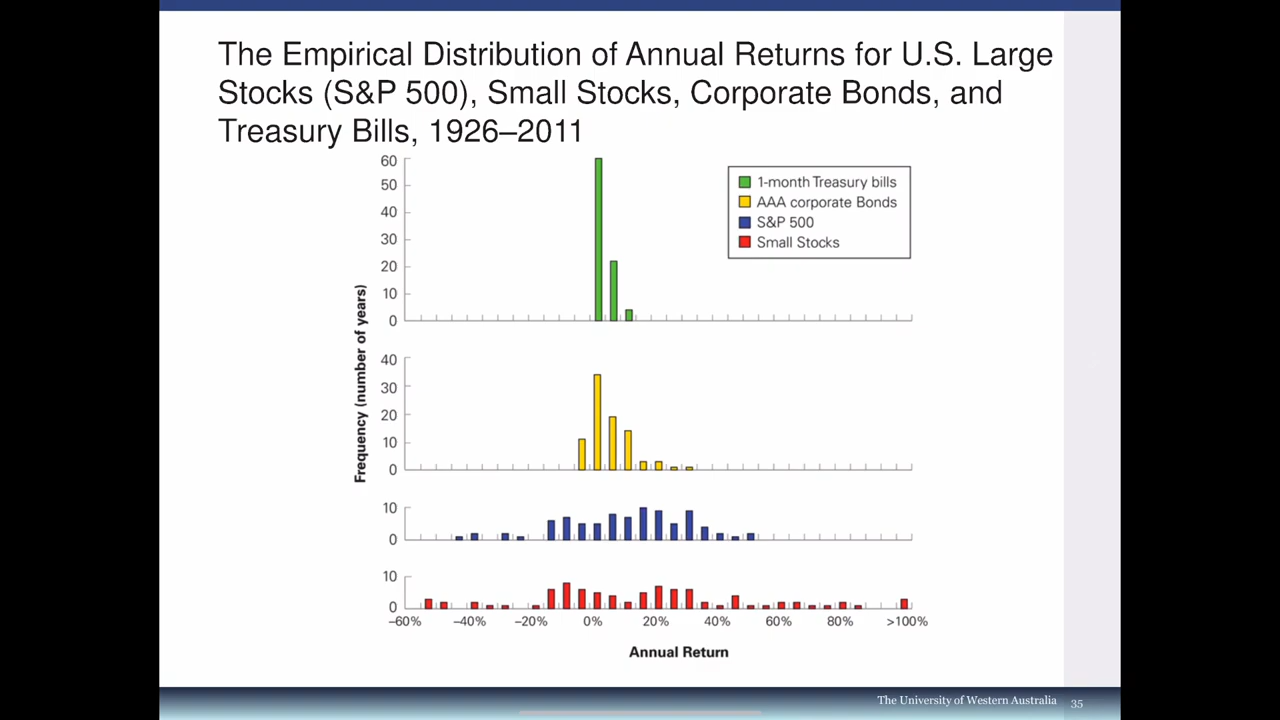 The Empirical Distribution of Annual Returns for U.S. Large
Stocks (S&P 500), Small Stocks, Corporate Bonds, and
Treasury Bills, 1926–2011
60
50
40
30
20
10
0
1-month Treasury bills
AAA corporate Bonds
S&P 500
Small Stocks
Frequency (number of years)
40
30
20
10
0
10
0
10
0
–60% –40% –20% 0% 20% 40% 60% 80% >100%
Annual Return
The University of Western Australia 35